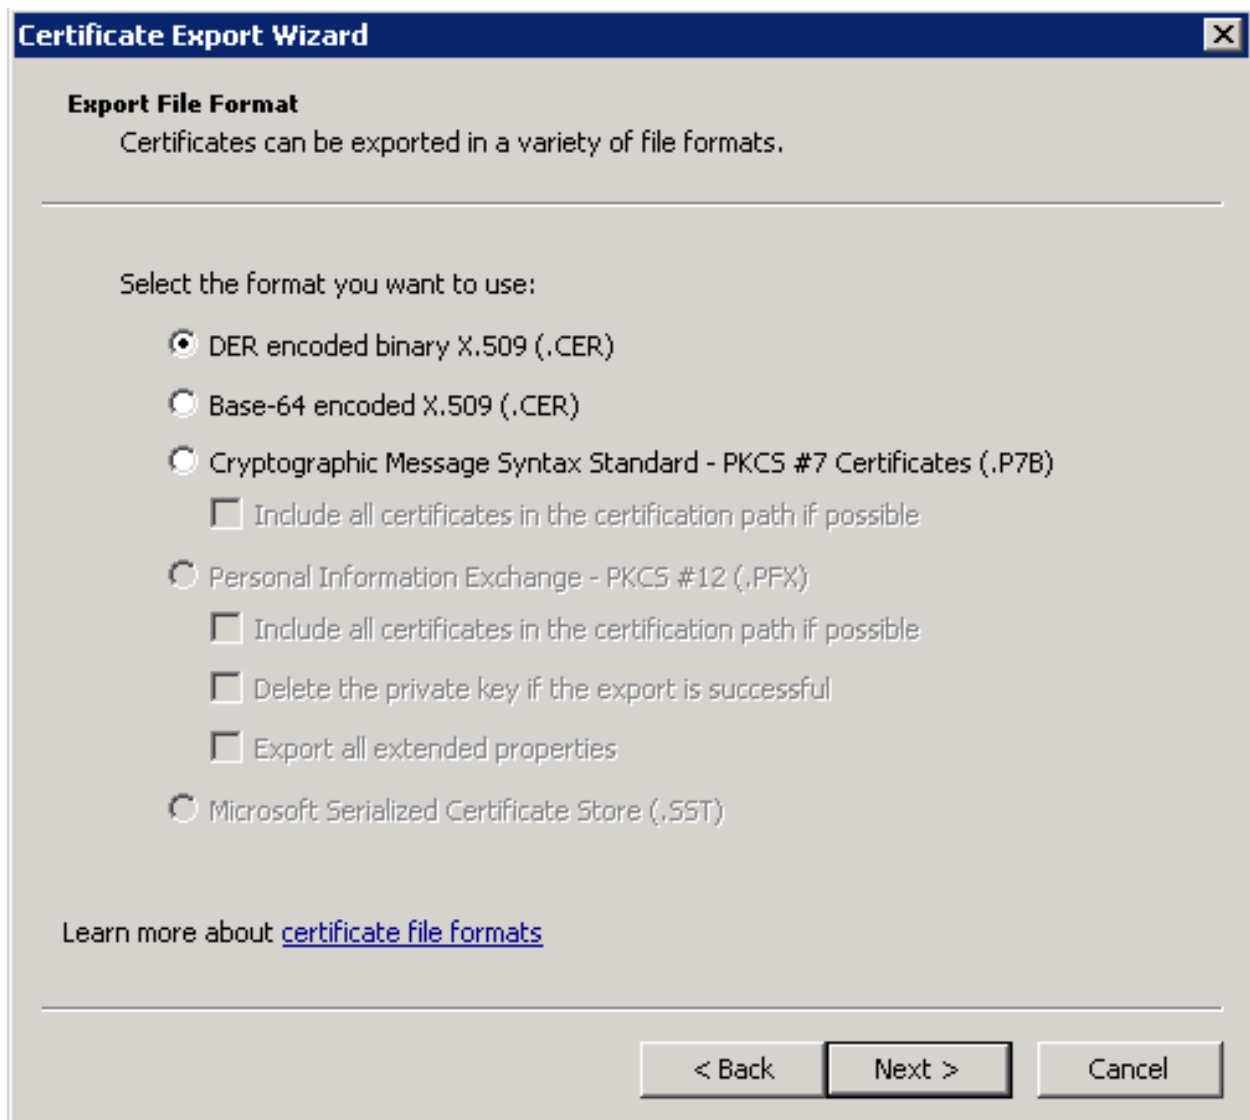 Certificate Export Wizard
Export File Format
Certificates can be exported in a variety of file formats.
Select the format you want to use:
DER encoded binary X.509 (.CER)
Base-64 encoded X.509 (.CER)
Cryptographic Message Syntax Standard - PKCS #7 Certificates (.P7B)
Include all certificates in the certification path if possible
Personal Information Exchange - PKCS #12 (.PFX)
Include all certificates in the certification path if possible
Delete the private key if the export is successful
Export all extended properties
Microsoft Serialized Certificate Store (.SST)
Learn more about certificate file formats
< Back Next > Cancel